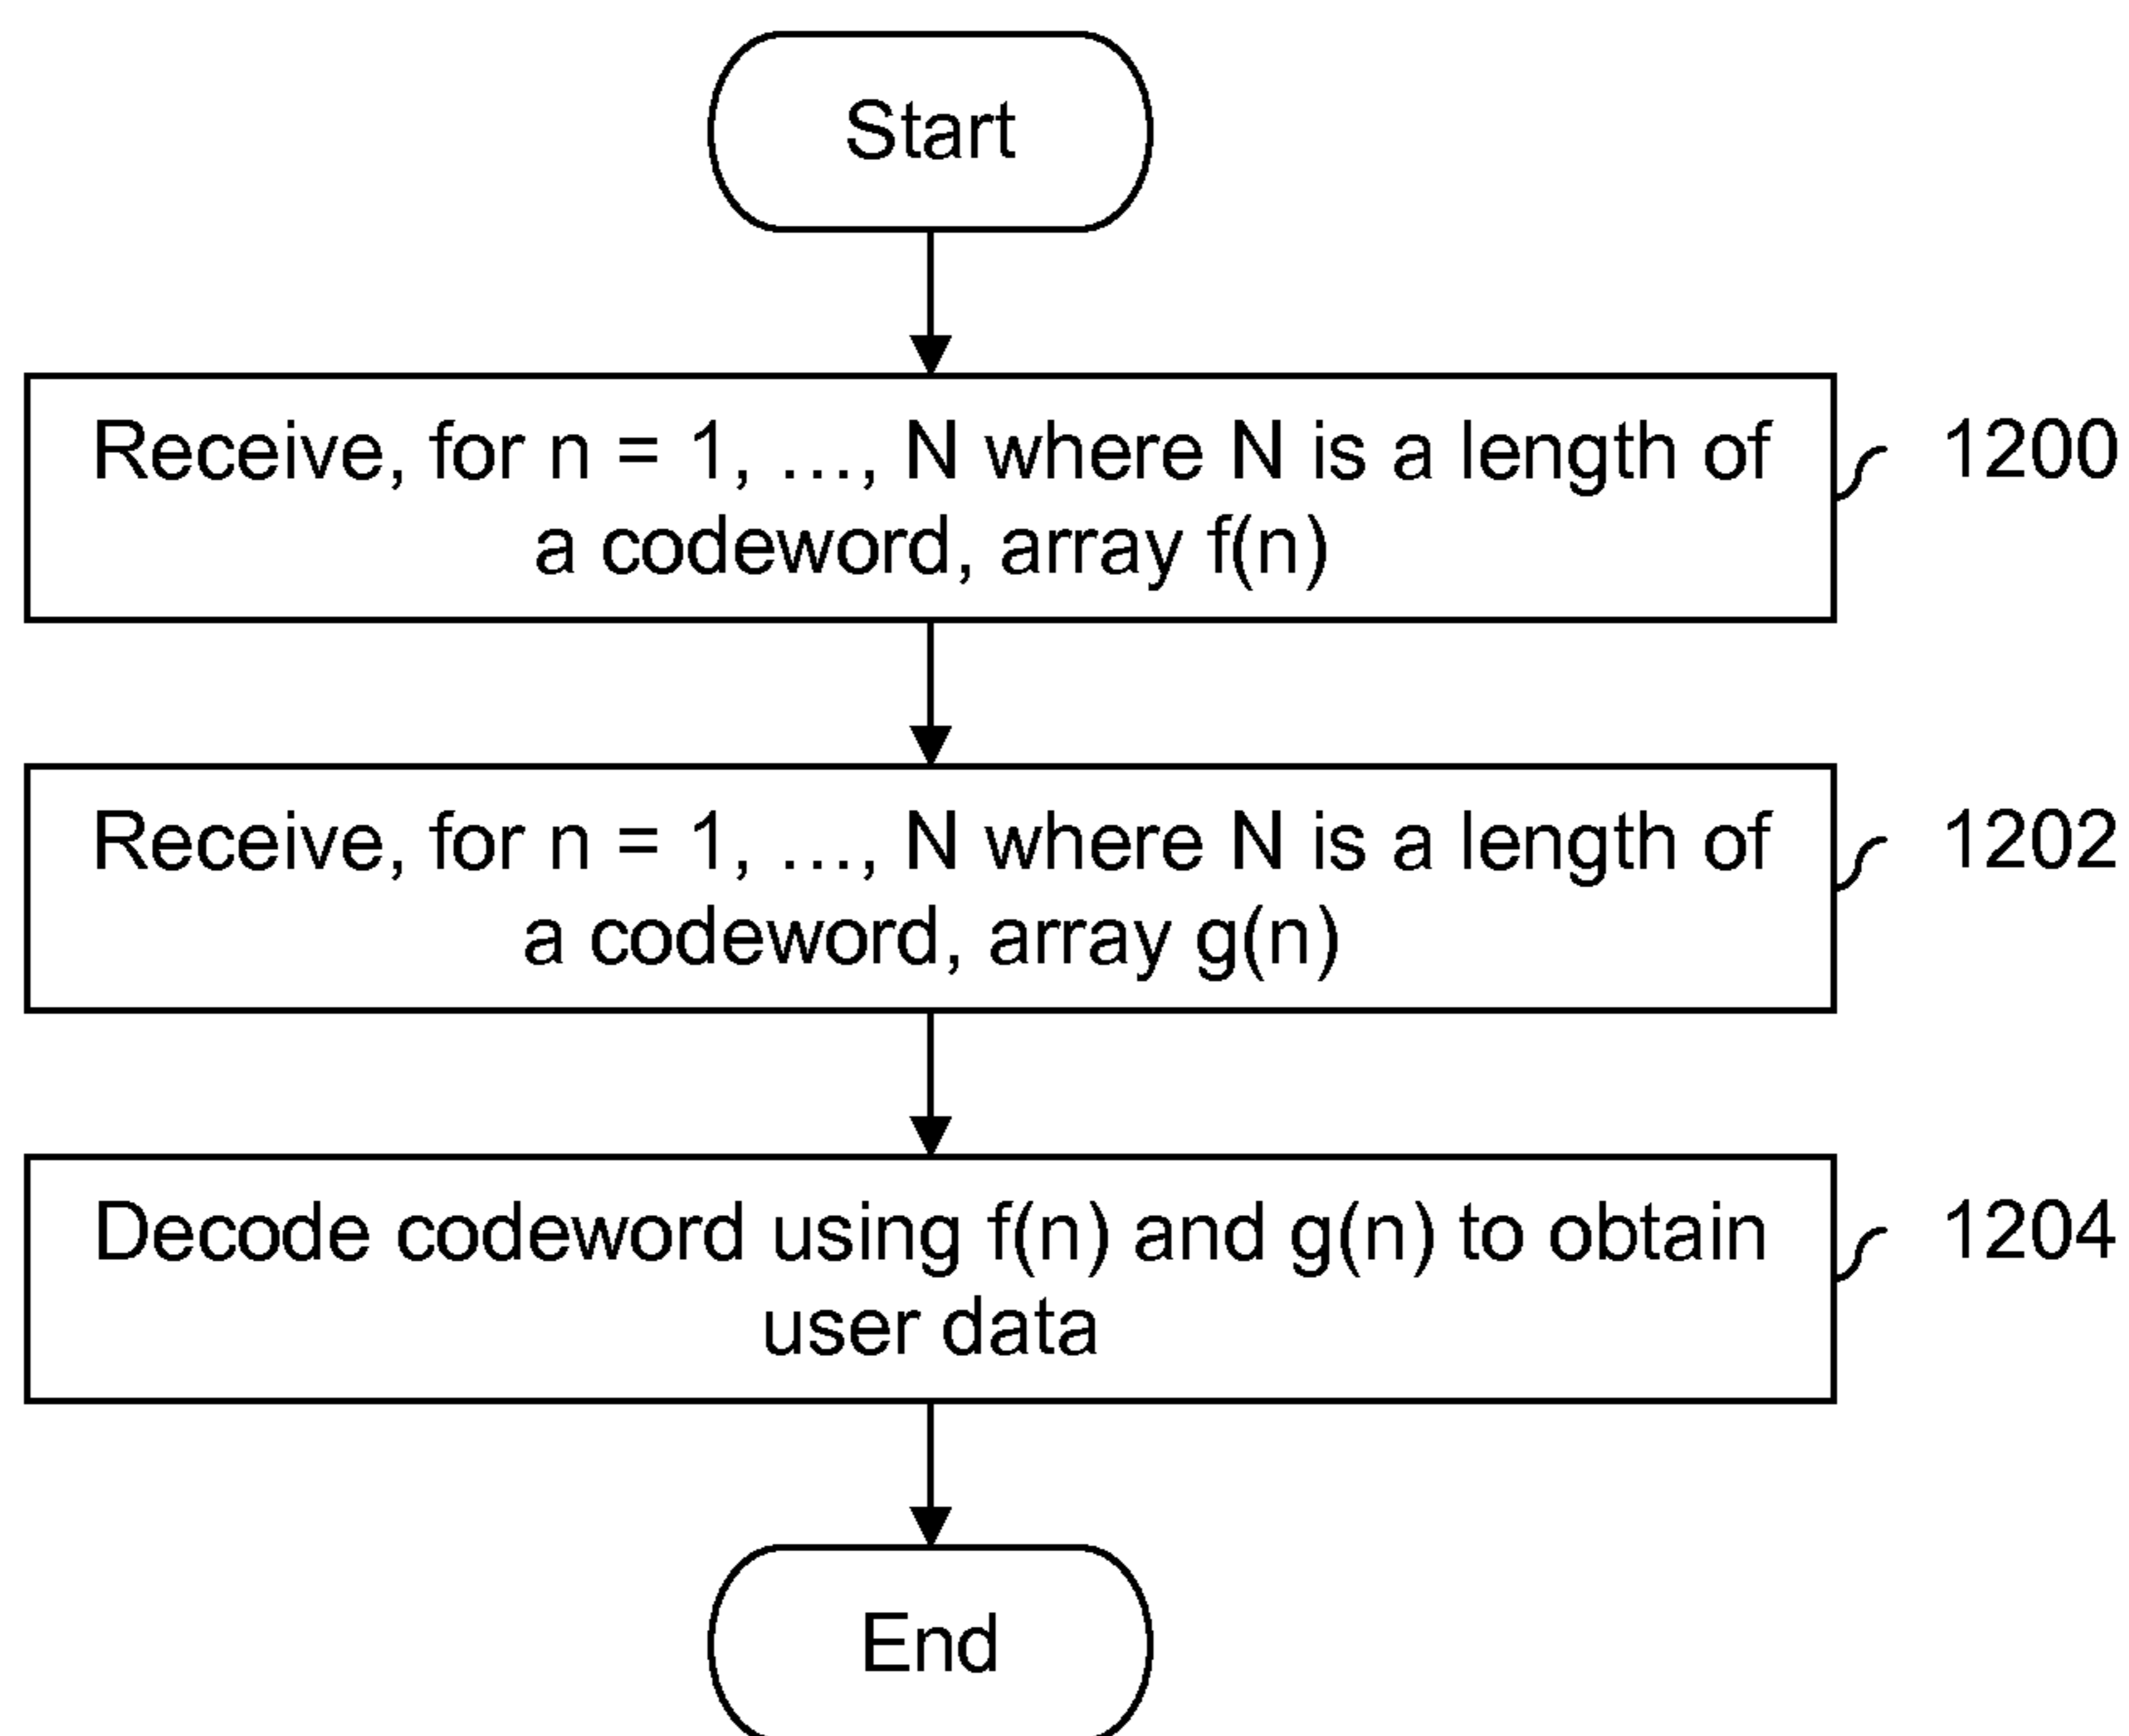 Start
Receive, for n = 1, ..., N where N is a length of
a codeword, array f(n)
1200
Receive, for n = 1, ..., N where N is a length of
a codeword, array g(n)
1202
Decode codeword using f(n) and g(n) to obtain
user data
1204
End